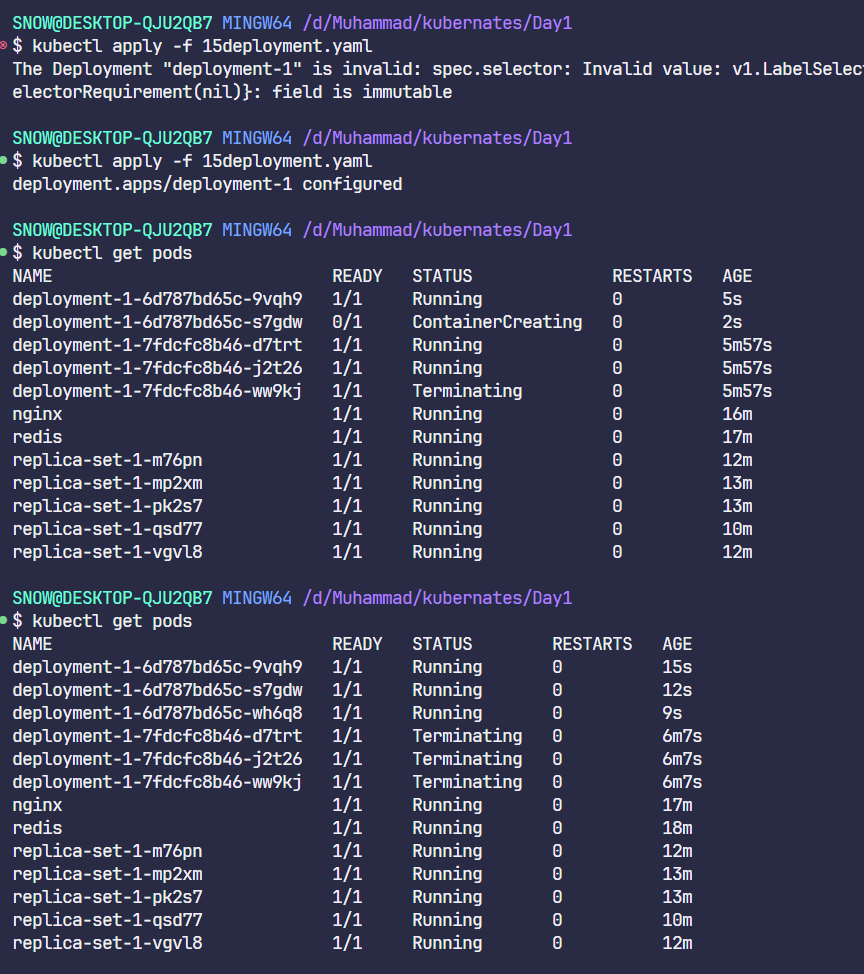 SNOW@DESKTOP-QJU2QB7 MINGW64 /d/Muhammad/kubernates/Day1
$ kubectl apply -f 15deployment.yaml
The Deployment "deployment-1" is invalid: spec.selector: Invalid value: v1.LabelSelec
electorRequirement(nil)}: field is immutable

SNOW@DESKTOP-QJU2QB7 MINGW64 /d/Muhammad/kubernates/Day1
$ kubectl apply -f 15deployment.yaml
deployment.apps/deployment-1 configured

SNOW@DESKTOP-QJU2QB7 MINGW64 /d/Muhammad/kubernates/Day1
$ kubectl get pods
NAME                            READY   STATUS              RESTARTS   AGE
deployment-1-6d787bd65c-9vqh9   1/1     Running             0          5s
deployment-1-6d787bd65c-s7gdw   0/1     ContainerCreating   0          2s
deployment-1-7fdcfc8b46-d7trt   1/1     Running             0          5m57s
deployment-1-7fdcfc8b46-j2t26   1/1     Running             0          5m57s
deployment-1-7fdcfc8b46-ww9kj   1/1     Terminating         0          5m57s
nginx                           1/1     Running             0          16m
redis                           1/1     Running             0          17m
replica-set-1-m76pn             1/1     Running             0          12m
replica-set-1-mp2xm             1/1     Running             0          13m
replica-set-1-pk2s7             1/1     Running             0          13m
replica-set-1-qsd77             1/1     Running             0          10m
replica-set-1-vgvl8             1/1     Running             0          12m

SNOW@DESKTOP-QJU2QB7 MINGW64 /d/Muhammad/kubernates/Day1
$ kubectl get pods
NAME                            READY   STATUS        RESTARTS   AGE
deployment-1-6d787bd65c-9vqh9   1/1     Running       0          15s
deployment-1-6d787bd65c-s7gdw   1/1     Running       0          12s
deployment-1-6d787bd65c-wh6q8   1/1     Running       0          9s
deployment-1-7fdcfc8b46-d7trt   1/1     Terminating   0          6m7s
deployment-1-7fdcfc8b46-j2t26   1/1     Terminating   0          6m7s
deployment-1-7fdcfc8b46-ww9kj   1/1     Terminating   0          6m7s
nginx                           1/1     Running       0          17m
redis                           1/1     Running       0          18m
replica-set-1-m76pn             1/1     Running       0          12m
replica-set-1-mp2xm             1/1     Running       0          13m
replica-set-1-pk2s7             1/1     Running       0          13m
replica-set-1-qsd77             1/1     Running       0          10m
replica-set-1-vgvl8             1/1     Running       0          12m